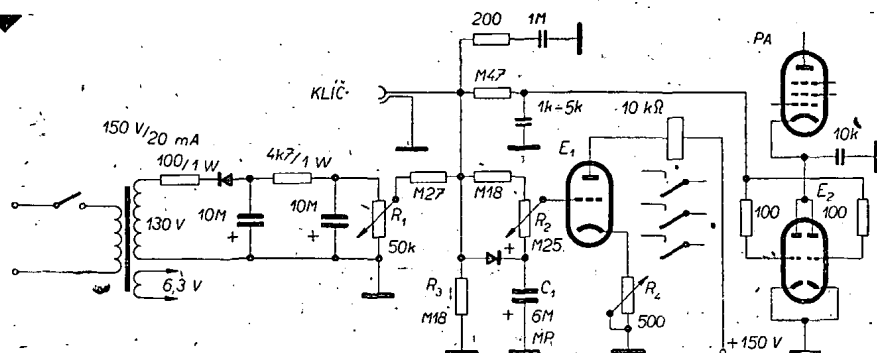 200
1M
PA
M47
KLÍČ
1k÷5k
10 kΩ
10k
150 V/20 mA
100/1 W
4k7/1 W
E1
M27
M18
E2
130 V
10M
+
10M
+
R1
50k
R2
M25
+
100
100
6,3 V
R3
M18
C1
6M
+
MP
R4
500
+150 V